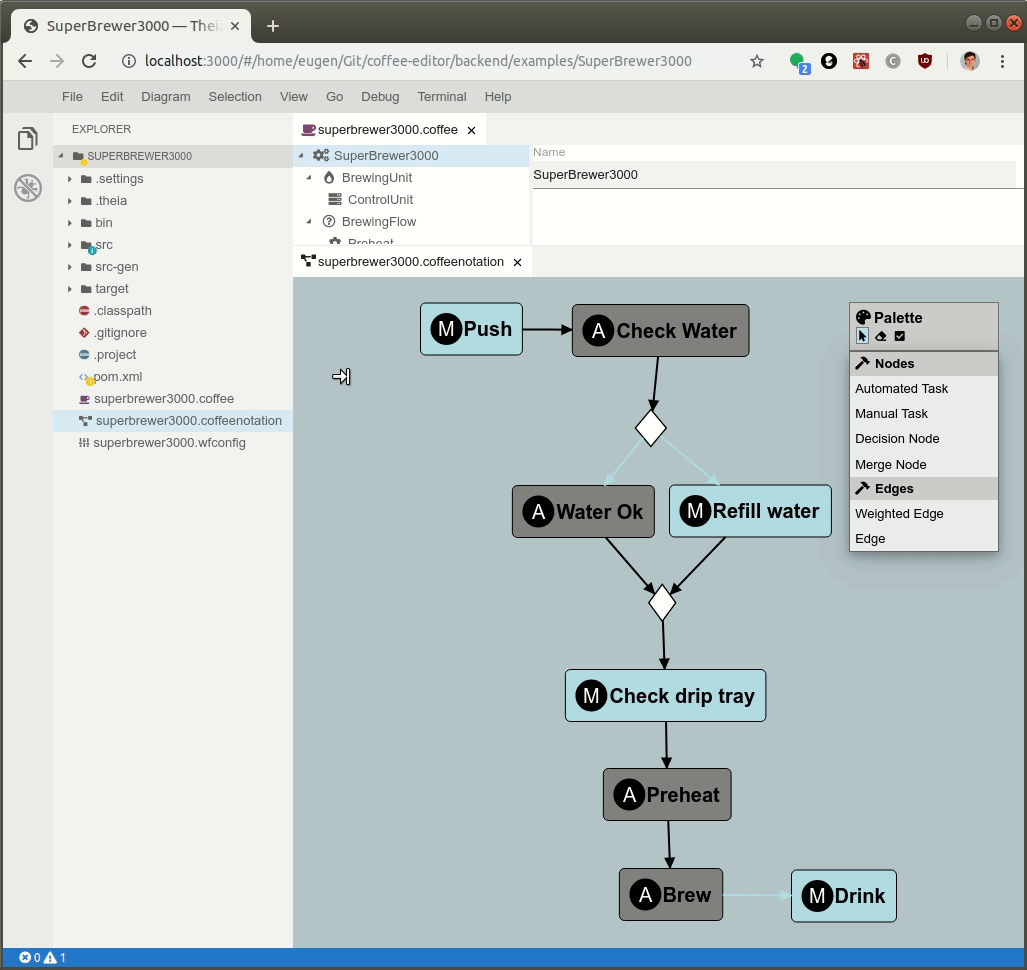 SuperBrewer3000 — Theia
localhost:3000/#/home/eugen/Git/coffee-editor/backend/examples/SuperBrewer3000
2
C
File Edit Diagram Selection View Go Debug Terminal Help
EXPLORER
SUPERBREWER3000
.settings
.theia
bin
src
src-gen
target
.classpath
.gitignore
.project
pom.xml
superbrewer3000.coffee
superbrewer3000.coffeenotation
superbrewer3000.wfconfig
superbrewer3000.coffee
SuperBrewer3000
BrewingUnit
ControlUnit
BrewingFlow
Preheat
Name
SuperBrewer3000
superbrewer3000.coffeenotation
M Push
A Check Water
A Water Ok
M Refill water
M Check drip tray
A Preheat
A Brew
M Drink
Palette
Nodes
Automated Task
Manual Task
Decision Node
Merge Node
Edges
Weighted Edge
Edge
0 1